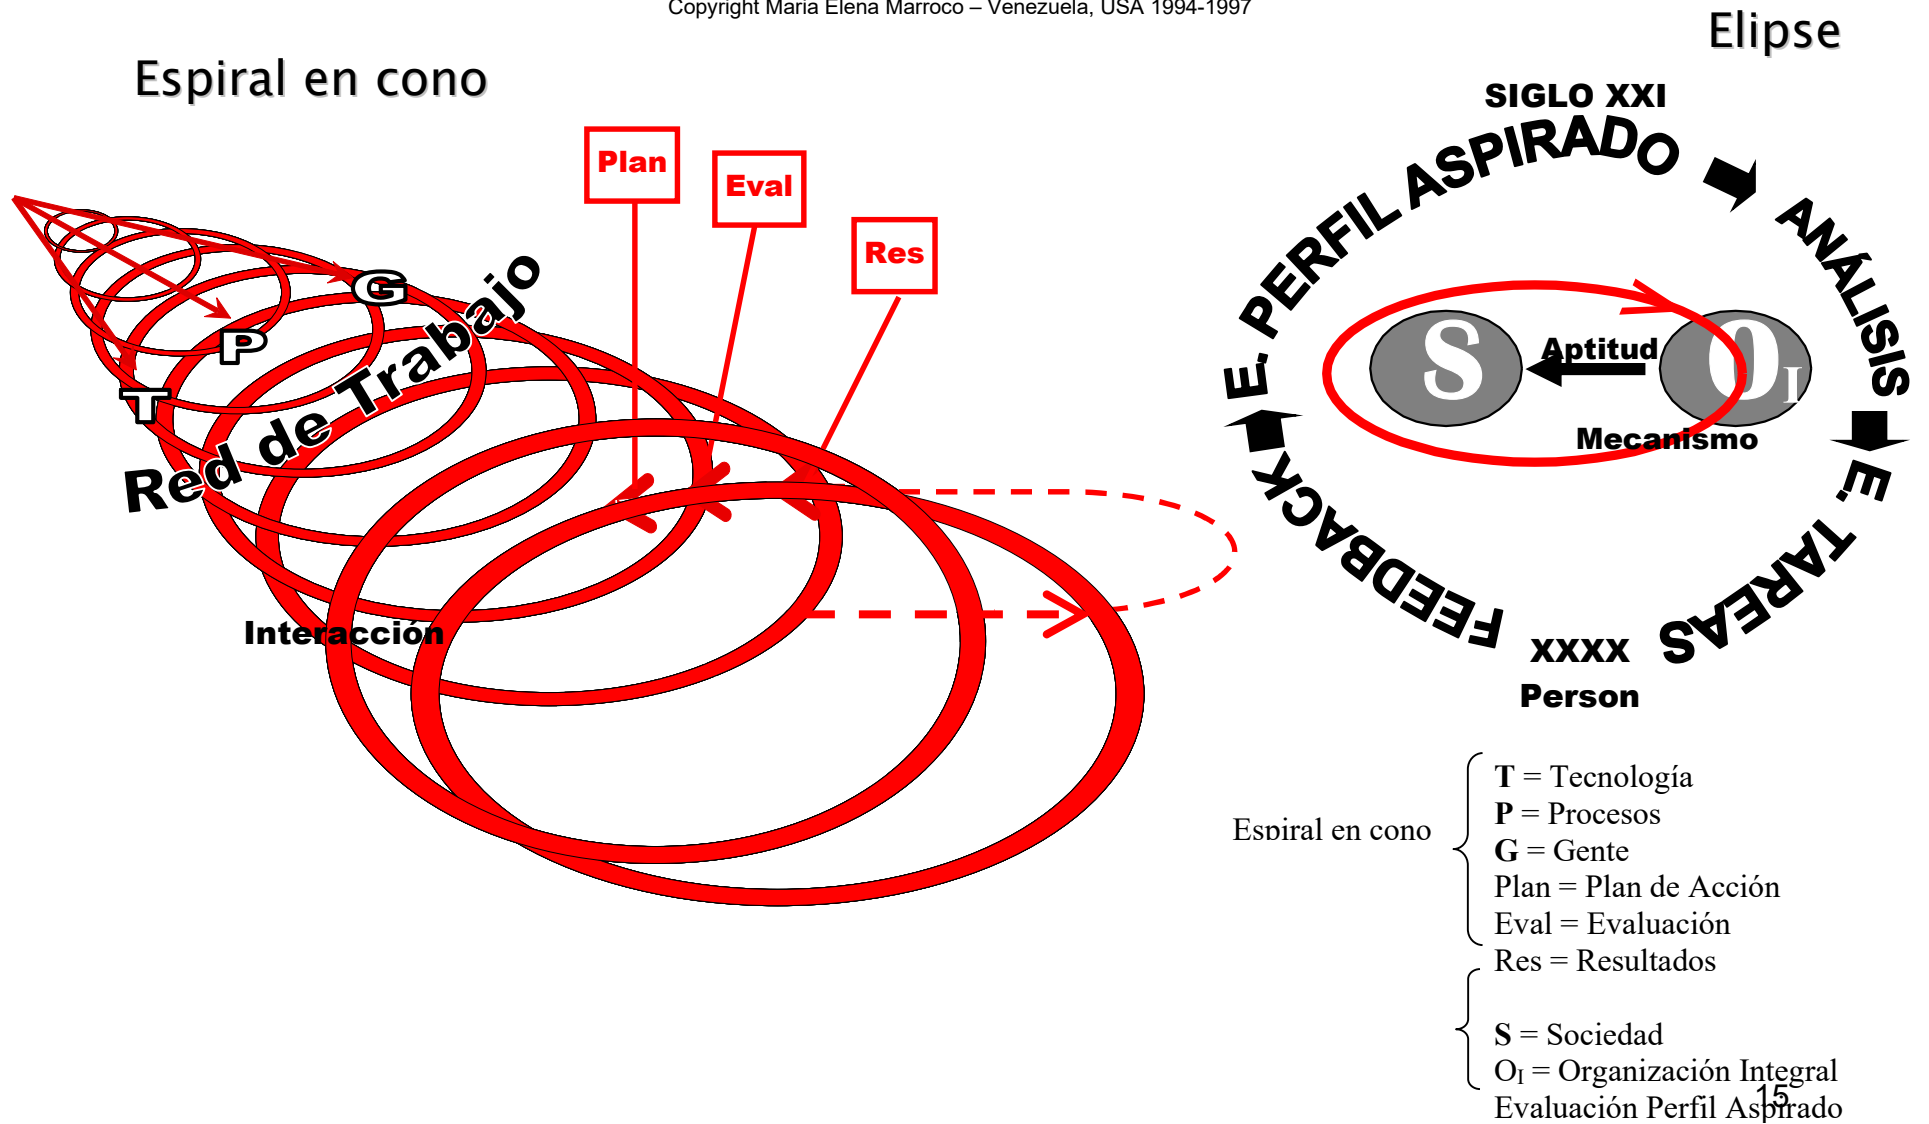 Copyright Maria Elena Marroco – Venezuela, USA 1994-1997
Elipse
Espiral en cono
SIGLO XXI
E. PERFIL ASPIRADO
ANÁLISIS
E. TAREAS
FEEDBACK
Plan
Eval
Res
G
P
T
Red de Trabajo
S
Aptitud
OI
Mecanismo
Interacción
XXXX
Person
Espiral en cono
T = Tecnología
P = Procesos
G = Gente
Plan = Plan de Acción
Eval = Evaluación
Res = Resultados
S = Sociedad
OI = Organización Integral
Evaluación Perfil Aspirado
15